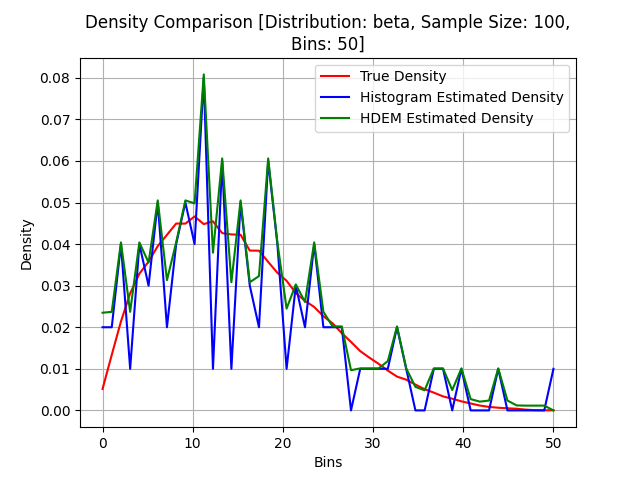 Density Comparison [Distribution: beta, Sample Size: 100,
Bins: 50]
True Density
Histogram Estimated Density
HDEM Estimated Density
Density
0.08
0.07
0.06
0.05
0.04
0.03
0.02
0.01
0.00
0 10 20 30 40 50
Bins